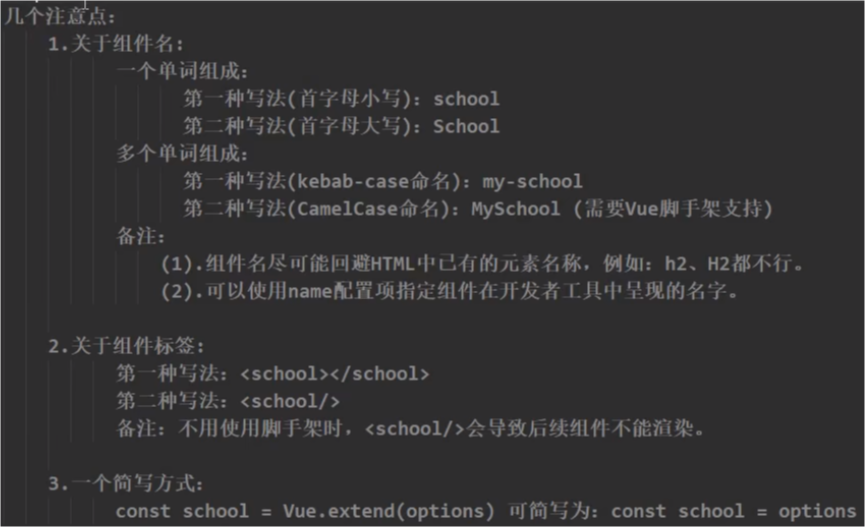 几个注意点：
1.关于组件名：
一个单词组成：
第一种写法(首字母小写)：school
第二种写法(首字母大写)：School
多个单词组成：
第一种写法(kebab-case命名)：my-school
第二种写法(CamelCase命名)：MySchool (需要Vue脚手架支持)
备注：
(1).组件名尽可能回避HTML中已有的元素名称，例如：h2、H2都不行。
(2).可以使用name配置项指定组件在开发者工具中呈现的名字。
2.关于组件标签：
第一种写法：<school></school>
第二种写法：<school/>
备注：不用使用脚手架时，<school/>会导致后续组件不能渲染。
3.一个简写方式：
const school = Vue.extend(options) 可简写为：const school = options